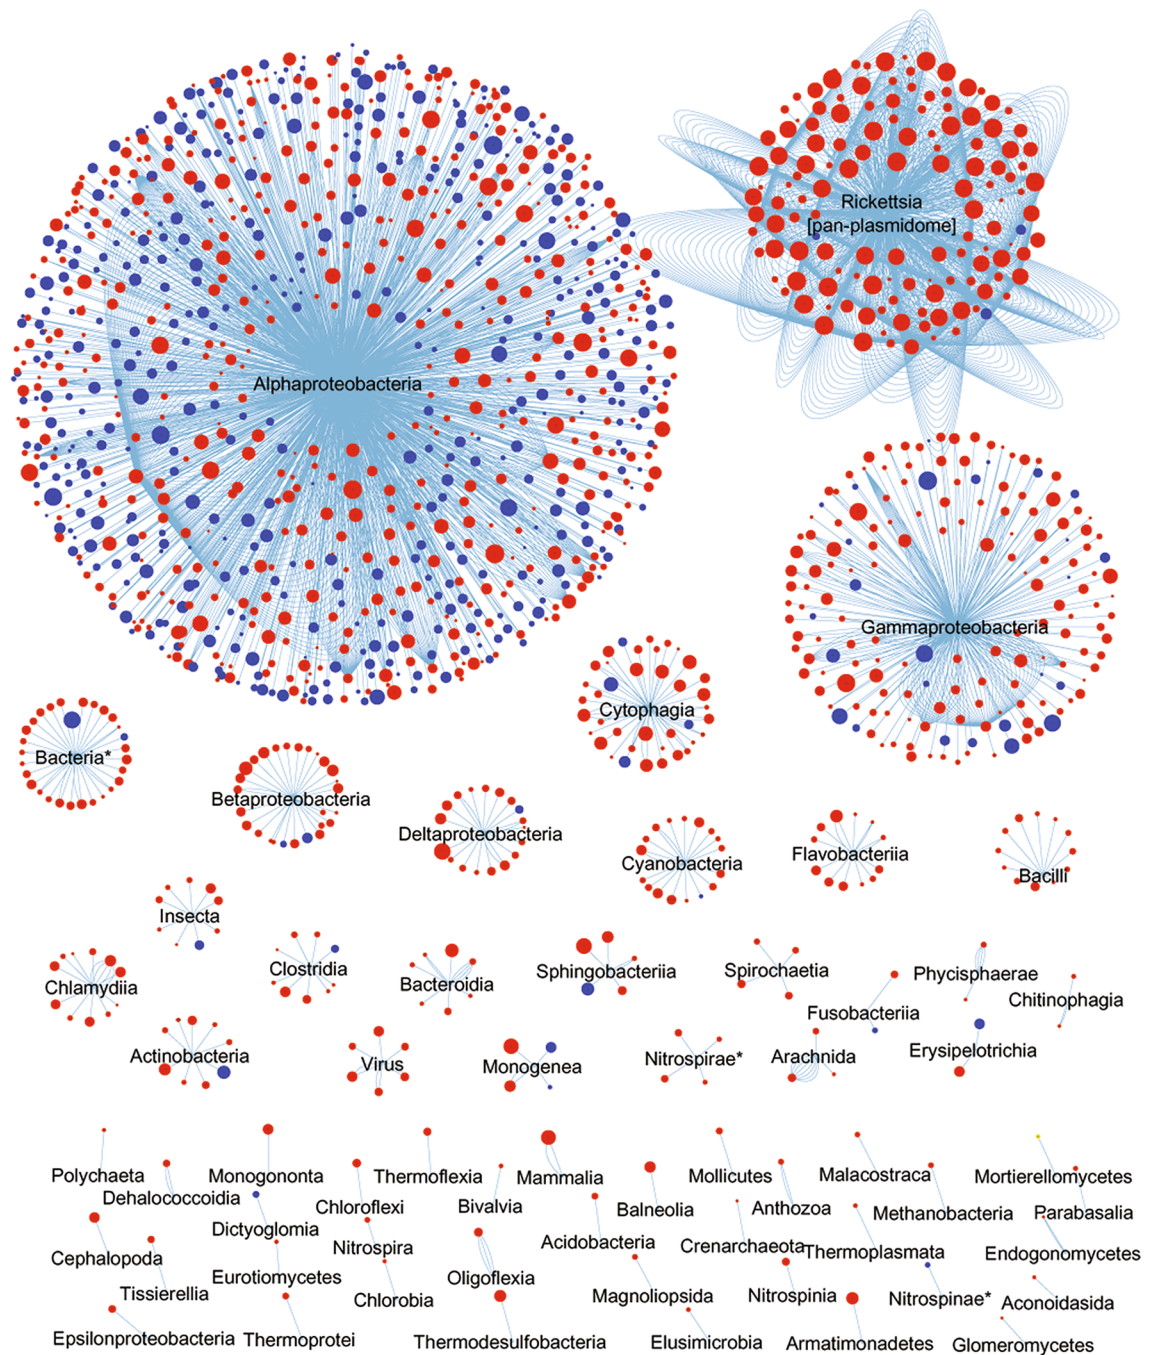 Rickettsia
[pan-plasmidome]
Alphaproteobacteria
Gammaproteobacteria
Cytophagia
Bacteria*
Betaproteobacteria
Deltaproteobacteria
Cyanobacteria
Flavobacteriia
Bacilli
Insecta
Chlamydiia
Clostridia
Bacteroidia
Sphingobacteriia
Spirochaetia
Phycisphaerae
Fusobacteriia
Chitinophagia
Actinobacteria
Virus
Monogenea
Nitrospirae*
Arachnida
Erysipelotrichia
Polychaeta
Monogononta
Thermoflexia
Mammalia
Mollicutes
Malacostraca
Mortierellomycetes
Dehalococcoidia
Chloroflexi
Bivalvia
Balneolia
Anthozoa
Methanobacteria
Parabasalia
Dictyoglomia
Cephalopoda
Nitrospira
Acidobacteria
Crenarchaeota
Thermoplasmata
Endogonomycetes
Eurotiomycetes
Oligoflexia
Tissierellia
Chlorobia
Magnoliopsida
Nitrospinia
Nitrospinae*
Aconoidasida
Epsilonproteobacteria
Thermoprotei
Thermodesulfobacteria
Elusimicrobia
Armatimonadetes
Glomeromycetes